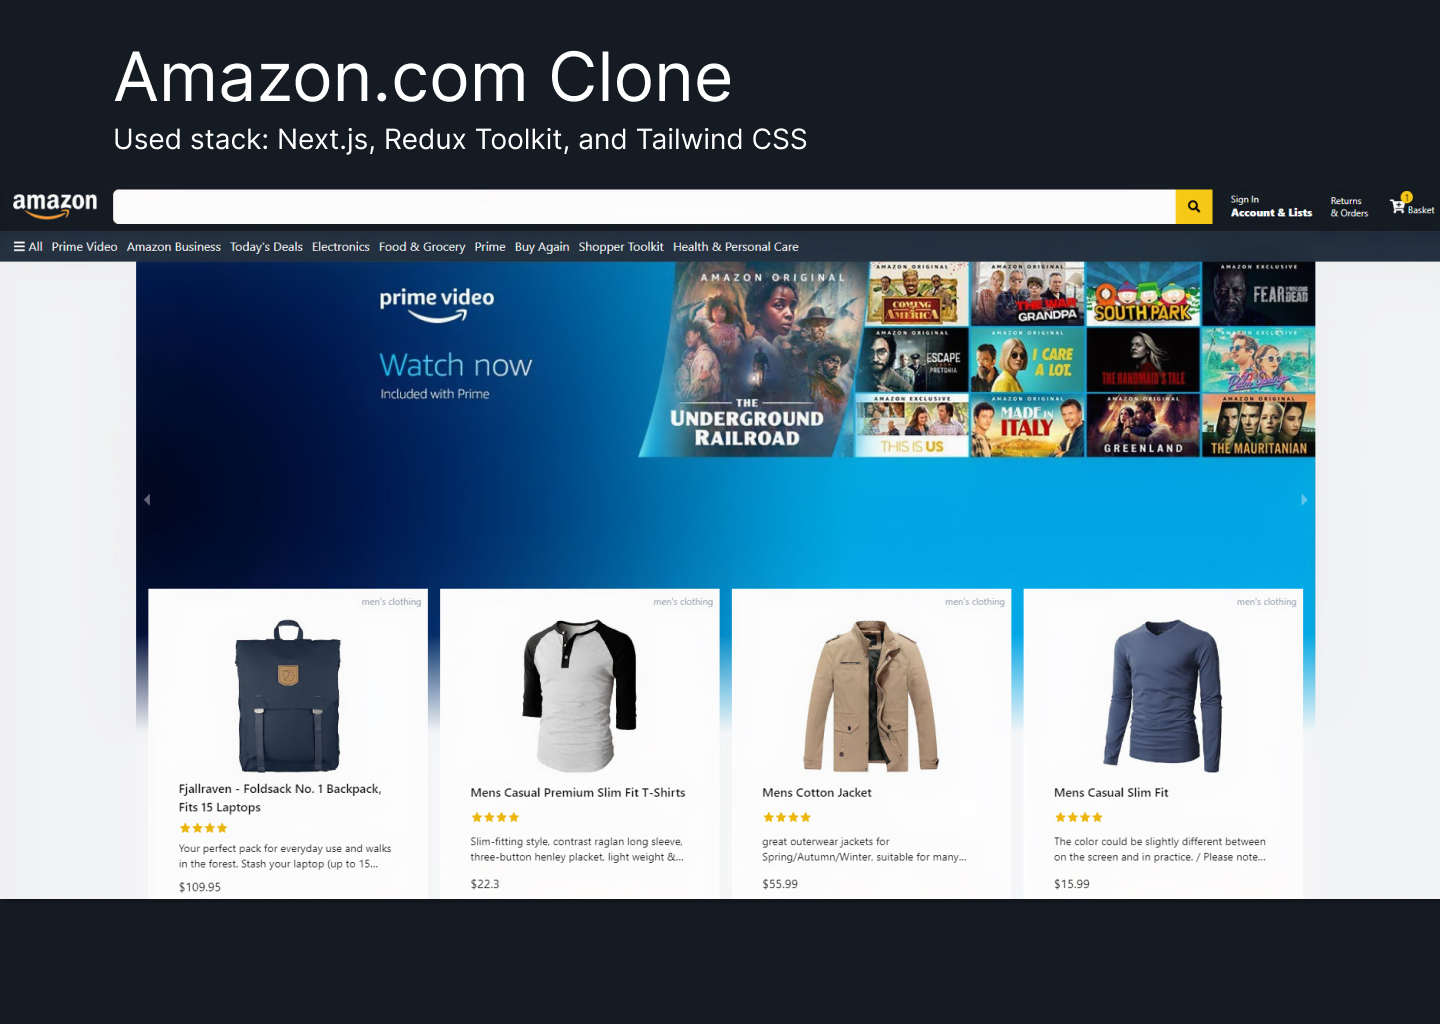 Amazon.com Clone
Used stack: Next.js, Redux Toolkit, and Tailwind CSS
amazon
Sign In
Account & Lists
Returns
& Orders
1
Basket
All Prime Video Amazon Business Today's Deals Electronics Food & Grocery Prime Buy Again Shopper Toolkit Health & Personal Care
prime video
Watch now
Included with Prime
AMAZON ORIGINAL
THE
UNDERGROUND
RAILROAD
AMAZON ORIGINAL
COMING
AMERICA
AMAZON ORIGINAL
THE WAR
GRANDPA
SOUTH PARK
AMAZON EXCLUSIVE
FEAR THE WALKING DEAD
AMAZON ORIGINAL
ESCAPE
FROM
PRETORIA
AMAZON ORIGINAL
I CARE
A LOT.
THE HANDMAID'S TALE
AMAZON EXCLUSIVE
Palm Springs
AMAZON EXCLUSIVE
THIS IS US
AMAZON ORIGINAL
MADE IN
ITALY
AMAZON ORIGINAL
GREENLAND
AMAZON ORIGINAL
THE MAURITANIAN
men's clothing
Fjallraven - Foldsack No. 1 Backpack,
Fits 15 Laptops
Your perfect pack for everyday use and walks
in the forest. Stash your laptop (up to 15...
$109.95
men's clothing
Mens Casual Premium Slim Fit T-Shirts
Slim-fitting style, contrast raglan long sleeve,
three-button henley placket, light weight &...
$22.3
men's clothing
Mens Cotton Jacket
great outerwear jackets for
Spring/Autumn/Winter, suitable for many...
$55.99
men's clothing
Mens Casual Slim Fit
The color could be slightly different between
on the screen and in practice. / Please note...
$15.99